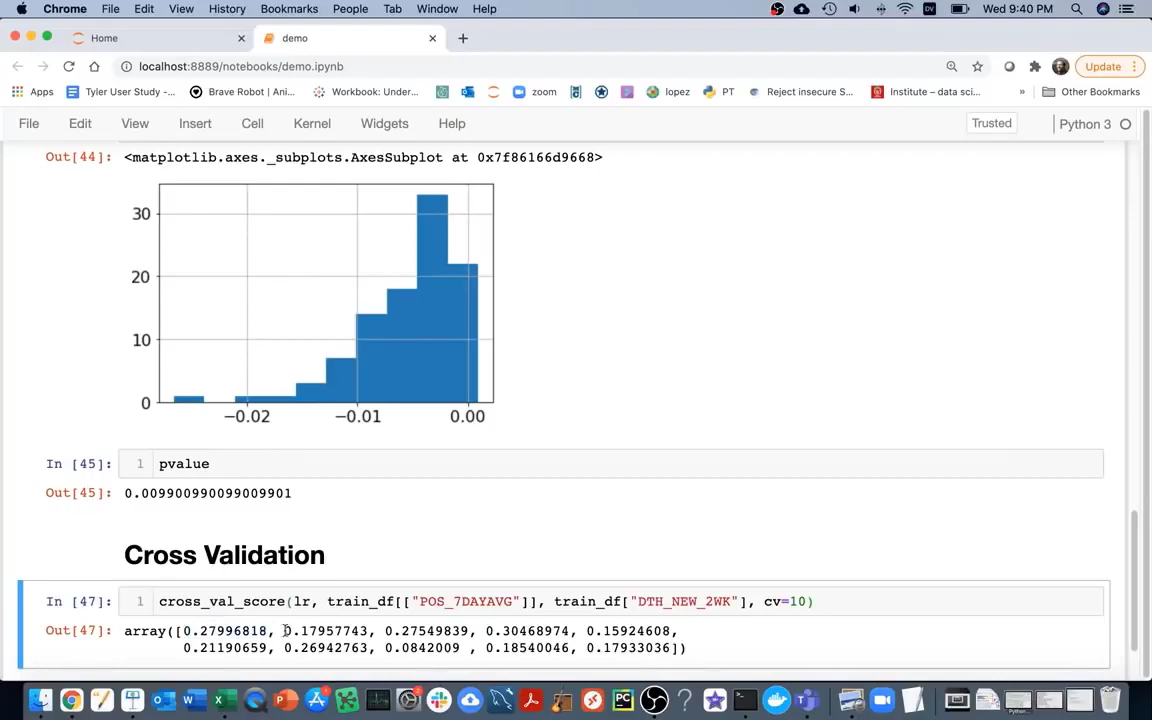 Chrome File Edit View History Bookmarks People Tab Window Help DV Wed 9:40 PM
Home demo
localhost:8889/notebooks/demo.ipynb Update
Apps Tyler User Study -... Brave Robot | Ani... Workbook: Under... zoom lopez PT Reject insecure S... Institute – data sci... » Other Bookmarks
File Edit View Insert Cell Kernel Widgets Help Trusted Python 3
Out[44]: <matplotlib.axes._subplots.AxesSubplot at 0x7f86166d9668>
30
20
10
0
−0.02 −0.01 0.00
In [45]: 1 pvalue
Out[45]: 0.009900990099009901
Cross Validation
In [47]: 1 cross_val_score(lr, train_df[["POS_7DAYAVG"]], train_df["DTH_NEW_2WK"], cv=10)
Out[47]: array([0.27996818, 0.17957743, 0.27549839, 0.30468974, 0.15924608,
0.21190659, 0.26942763, 0.0842009 , 0.18540046, 0.17933036])